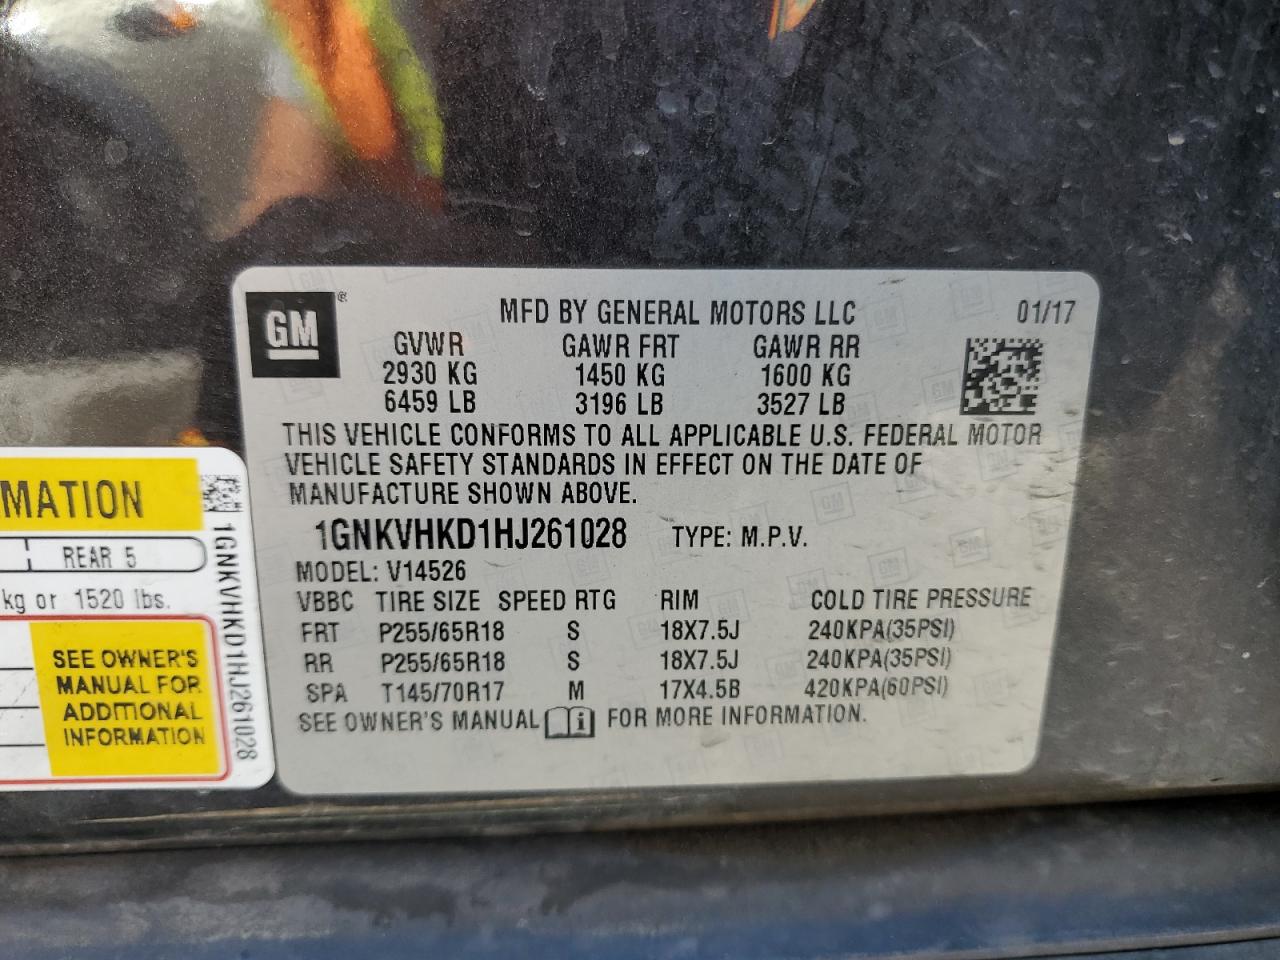 GM®
MFD BY GENERAL MOTORS LLC 01/17
GVWR GAWR FRT GAWR RR
2930 KG 1450 KG 1600 KG
6459 LB 3196 LB 3527 LB
THIS VEHICLE CONFORMS TO ALL APPLICABLE U.S. FEDERAL MOTOR
VEHICLE SAFETY STANDARDS IN EFFECT ON THE DATE OF
MANUFACTURE SHOWN ABOVE.
1GNKVHKD1HJ261028 TYPE: M.P.V.
MODEL: V14526
VBBC TIRE SIZE SPEED RTG RIM COLD TIRE PRESSURE
FRT P255/65R18 S 18X7.5J 240KPA(35PSI)
RR P255/65R18 S 18X7.5J 240KPA(35PSI)
SPA T145/70R17 M 17X4.5B 420KPA(60PSI)
SEE OWNER'S MANUAL FOR MORE INFORMATION.
MATION
REAR 5
kg or 1520 lbs.
SEE OWNER'S
MANUAL FOR
ADDITIONAL
INFORMATION
1GNKVHKD1HJ261028